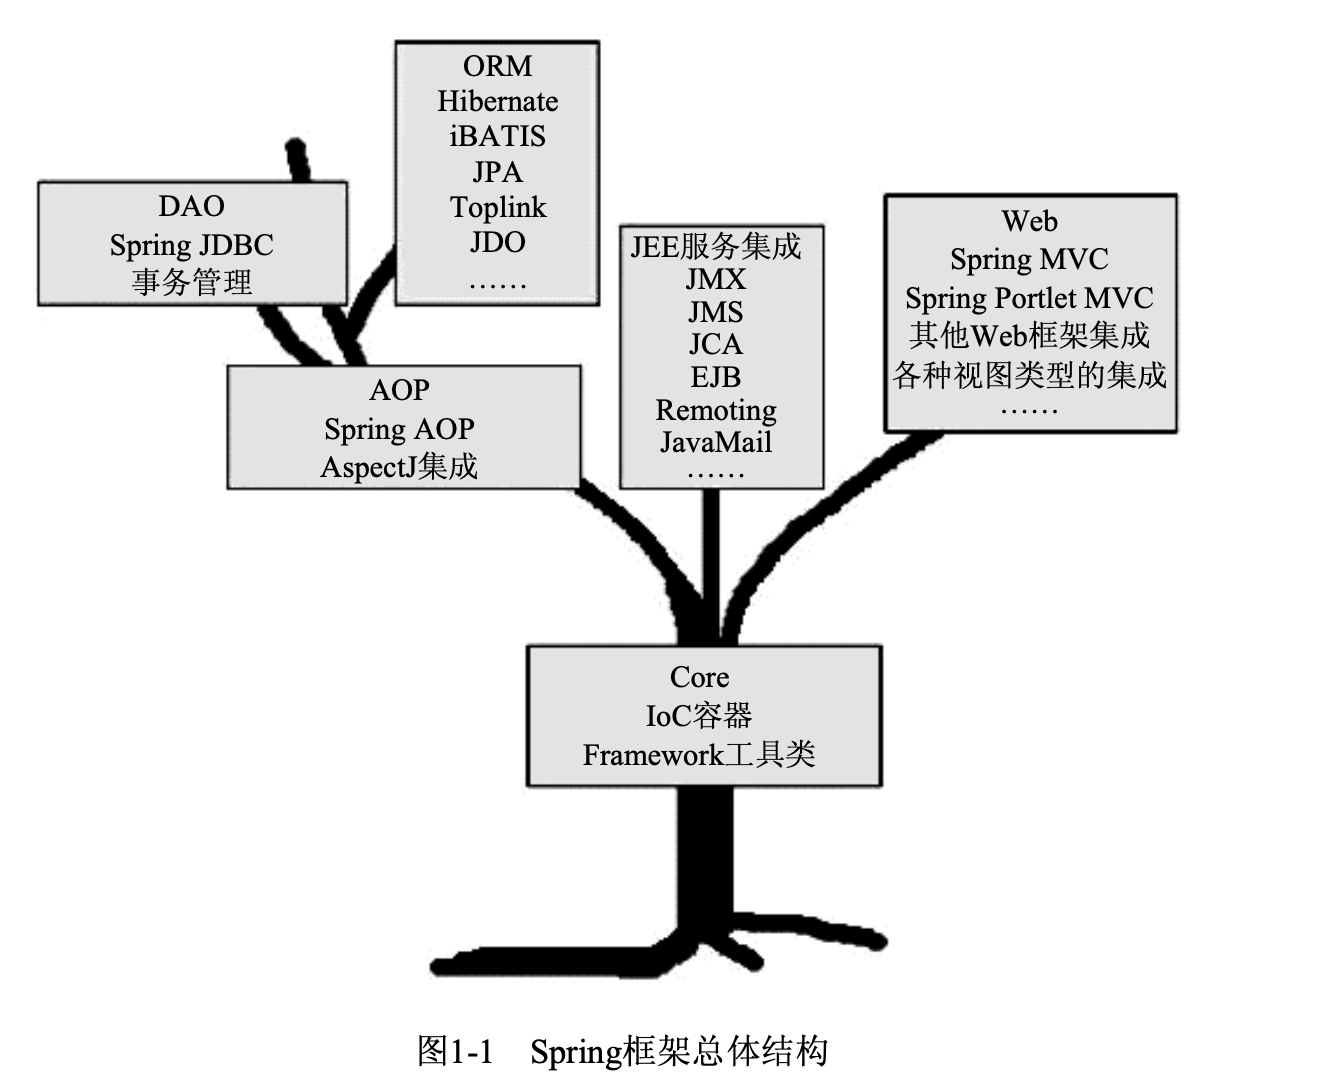 ORM
Hibernate
iBATIS
JPA
Toplink
JDO
……
DAO
Spring JDBC
事务管理
AOP
Spring AOP
AspectJ集成
JEE服务集成
JMX
JMS
JCA
EJB
Remoting
JavaMail
……
Web
Spring MVC
Spring Portlet MVC
其他Web框架集成
各种视图类型的集成
……
Core
IoC容器
Framework工具类
图1-1 Spring框架总体结构